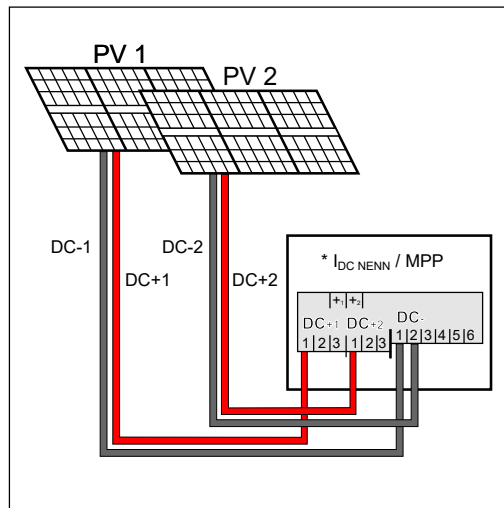 PV 1
PV 2
DC-1
DC-2
DC+1
DC+2
* I DC NENN / MPP
|+1|+2|
DC+1 DC+2 DC-
1|2|3 |1|2|3 1|2|3|4|5|6